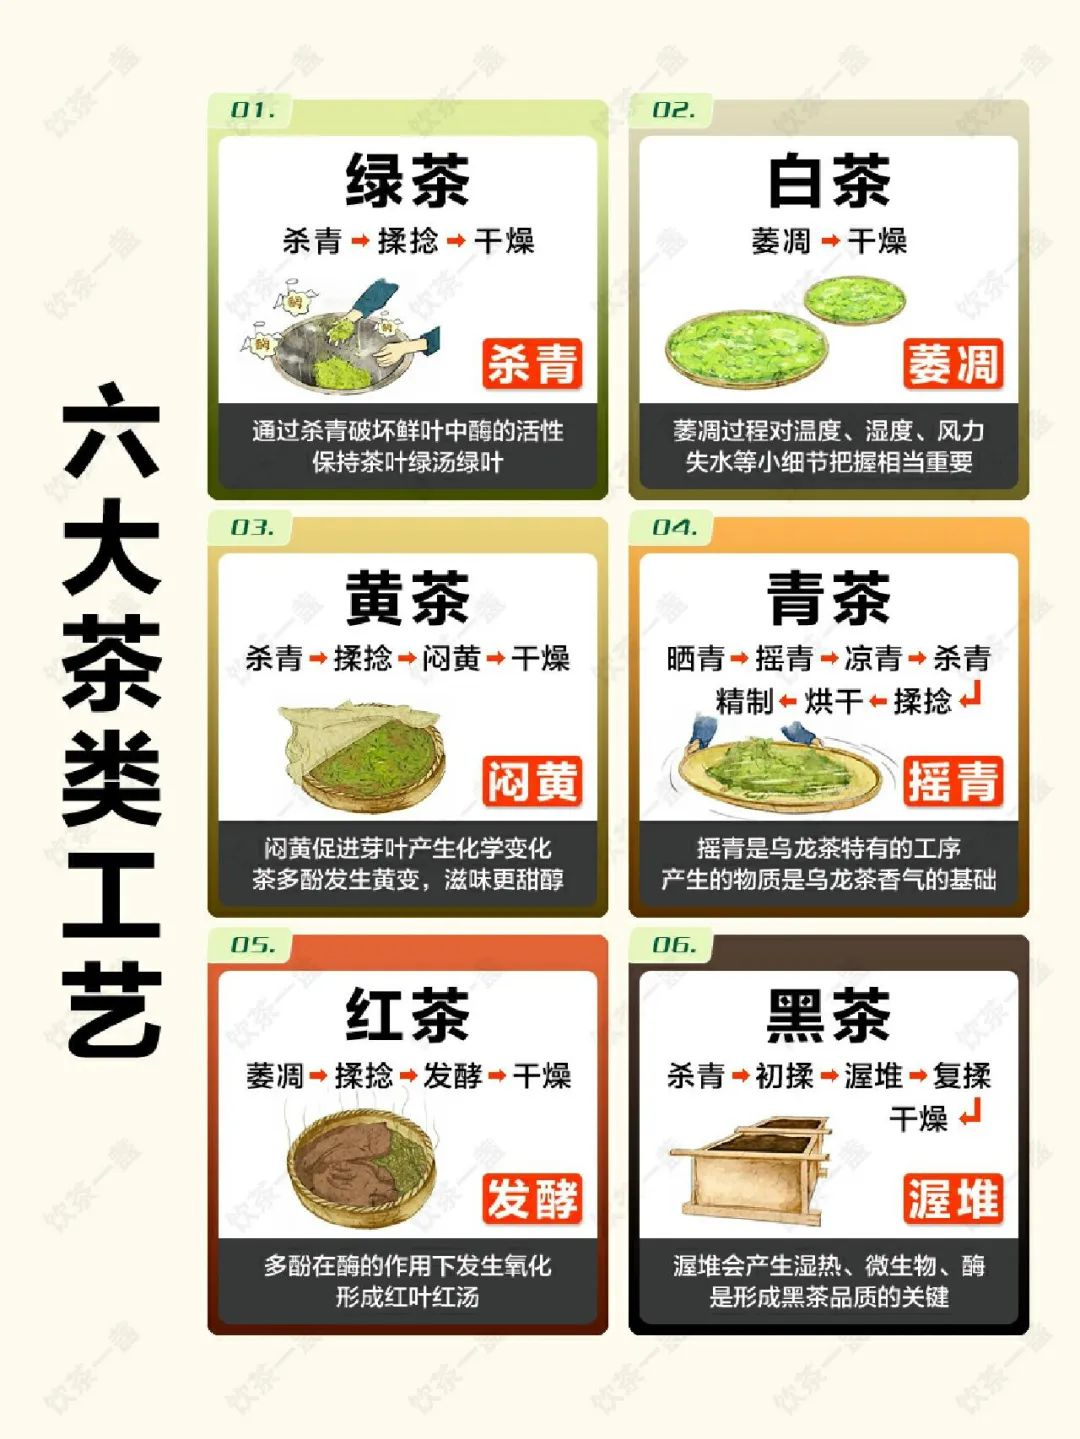 六大茶类工艺
01.
绿茶
杀青→揉捻→干燥
酶
酶
酶
杀青
通过杀青破坏鲜叶中酶的活性
保持茶叶绿汤绿叶
02.
白茶
萎凋→干燥
萎凋
萎凋过程对温度、湿度、风力
失水等小细节把握相当重要
03.
黄茶
杀青→揉捻→闷黄→干燥
闷黄
闷黄促进芽叶产生化学变化
茶多酚发生黄变，滋味更甜醇
04.
青茶
晒青→摇青→凉青→杀青
精制←烘干←揉捻
摇青
摇青是乌龙茶特有的工序
产生的物质是乌龙茶香气的基础
05.
红茶
萎凋→揉捻→发酵→干燥
发酵
多酚在酶的作用下发生氧化
形成红叶红汤
06.
黑茶
杀青→初揉→渥堆→复揉
干燥
渥堆
渥堆会产生湿热、微生物、酶
是形成黑茶品质的关键
饮茶一盏